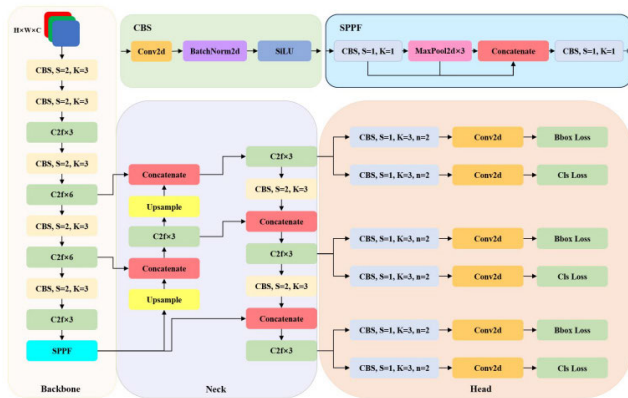 H×W×C
CBS, S=2, K=3
CBS, S=2, K=3
C2f×3
CBS, S=2, K=3
C2f×6
CBS, S=2, K=3
C2f×6
CBS, S=2, K=3
C2f×3
SPPF
Backbone
CBS
Conv2d
BatchNorm2d
SiLU
SPPF
CBS, S=1, K=1
MaxPool2d×3
Concatenate
CBS, S=1, K=1
Concatenate
Upsample
C2f×3
Concatenate
Upsample
C2f×3
CBS, S=2, K=3
Concatenate
C2f×3
CBS, S=2, K=3
Concatenate
C2f×3
Neck
CBS, S=1, K=3, n=2
Conv2d
Bbox Loss
CBS, S=1, K=3, n=2
Conv2d
Cls Loss
CBS, S=1, K=3, n=2
Conv2d
Bbox Loss
CBS, S=1, K=3, n=2
Conv2d
Cls Loss
CBS, S=1, K=3, n=2
Conv2d
Bbox Loss
CBS, S=1, K=3, n=2
Conv2d
Cls Loss
Head